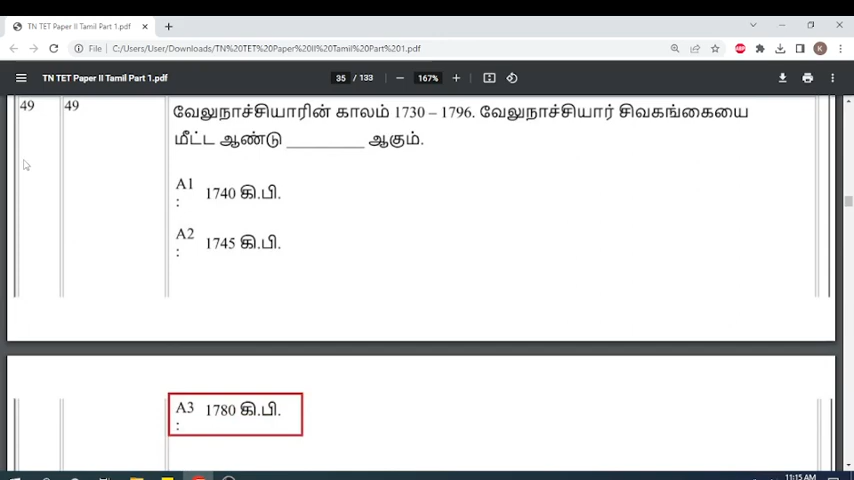 TN TET Paper II Tamil Part 1.pdf
File C:/Users/User/Downloads/TN%20TET%20Paper%20II%20Tamil%20Part%201.pdf
K
TN TET Paper II Tamil Part 1.pdf 35 / 133 167%
49 49 வேலுநாச்சியாரின் காலம் 1730 – 1796. வேலுநாச்சியார் சிவகங்கையை
மீட்ட ஆண்டு _________ ஆகும்.
A1 : 1740 கி.பி.
A2 : 1745 கி.பி.
A3 : 1780 கி.பி.
11:15 AM